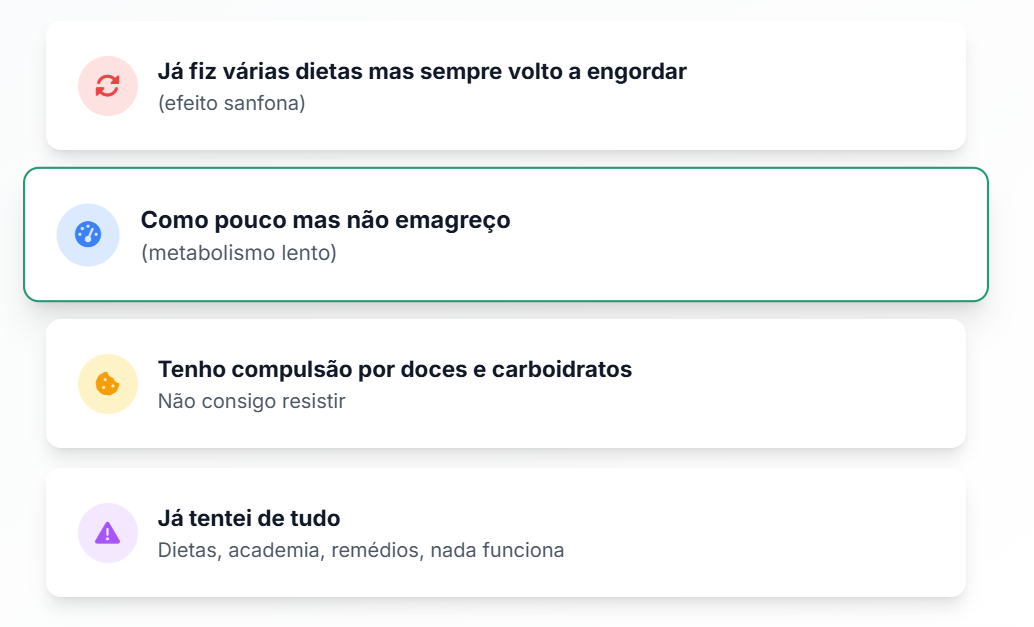 Já fiz várias dietas mas sempre volto a engordar
(efeito sanfona)
Como pouco mas não emagreço
(metabolismo lento)
Tenho compulsão por doces e carboidratos
Não consigo resistir
Já tentei de tudo
Dietas, academia, remédios, nada funciona